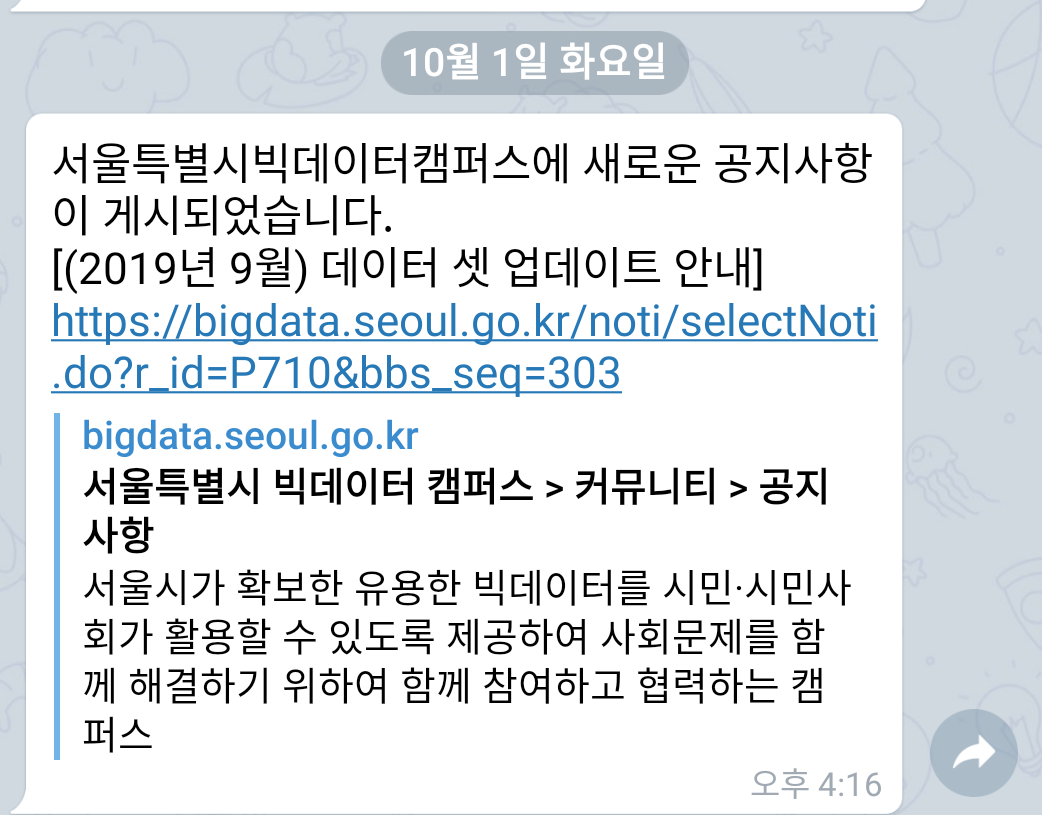 10월 1일 화요일
서울특별시빅데이터캠퍼스에 새로운 공지사항
이 게시되었습니다.
[(2019년 9월) 데이터 셋 업데이트 안내]
https://bigdata.seoul.go.kr/noti/selectNoti
.do?r_id=P710&bbs_seq=303
bigdata.seoul.go.kr
서울특별시 빅데이터 캠퍼스 > 커뮤니티 > 공지
사항
서울시가 확보한 유용한 빅데이터를 시민·시민사
회가 활용할 수 있도록 제공하여 사회문제를 함
께 해결하기 위하여 함께 참여하고 협력하는 캠
퍼스
오후 4:16